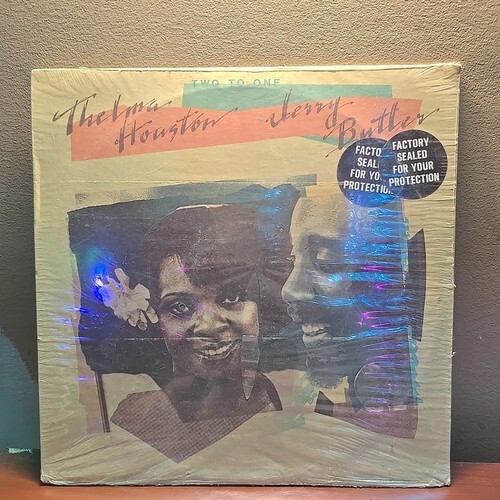 TWO TO ONE
Thelma Houston
Jerry Butler
FACTO
SEAL
FOR YO
PROTECTION
FACTORY
SEALED
FOR YOUR
PROTECTION